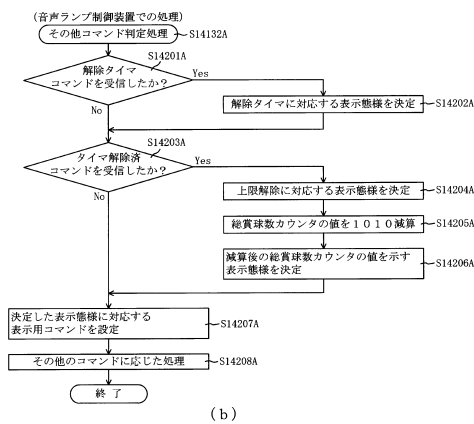 (音声ランプ制御装置での処理)
その他コマンド判定処理 S14132A
S14201A
解除タイマ
コマンドを受信したか?
Yes
No
解除タイマに対応する表示態様を決定 S14202A
S14203A
タイマ解除済
コマンドを受信したか?
Yes
No
上限解除に対応する表示態様を決定 S14204A
総賞球数カウンタの値を1010減算 S14205A
減算後の総賞球数カウンタの値を示す
表示態様を決定 S14206A
決定した表示態様に対応する
表示用コマンドを設定 S14207A
その他のコマンドに応じた処理 S14208A
終了
(b)